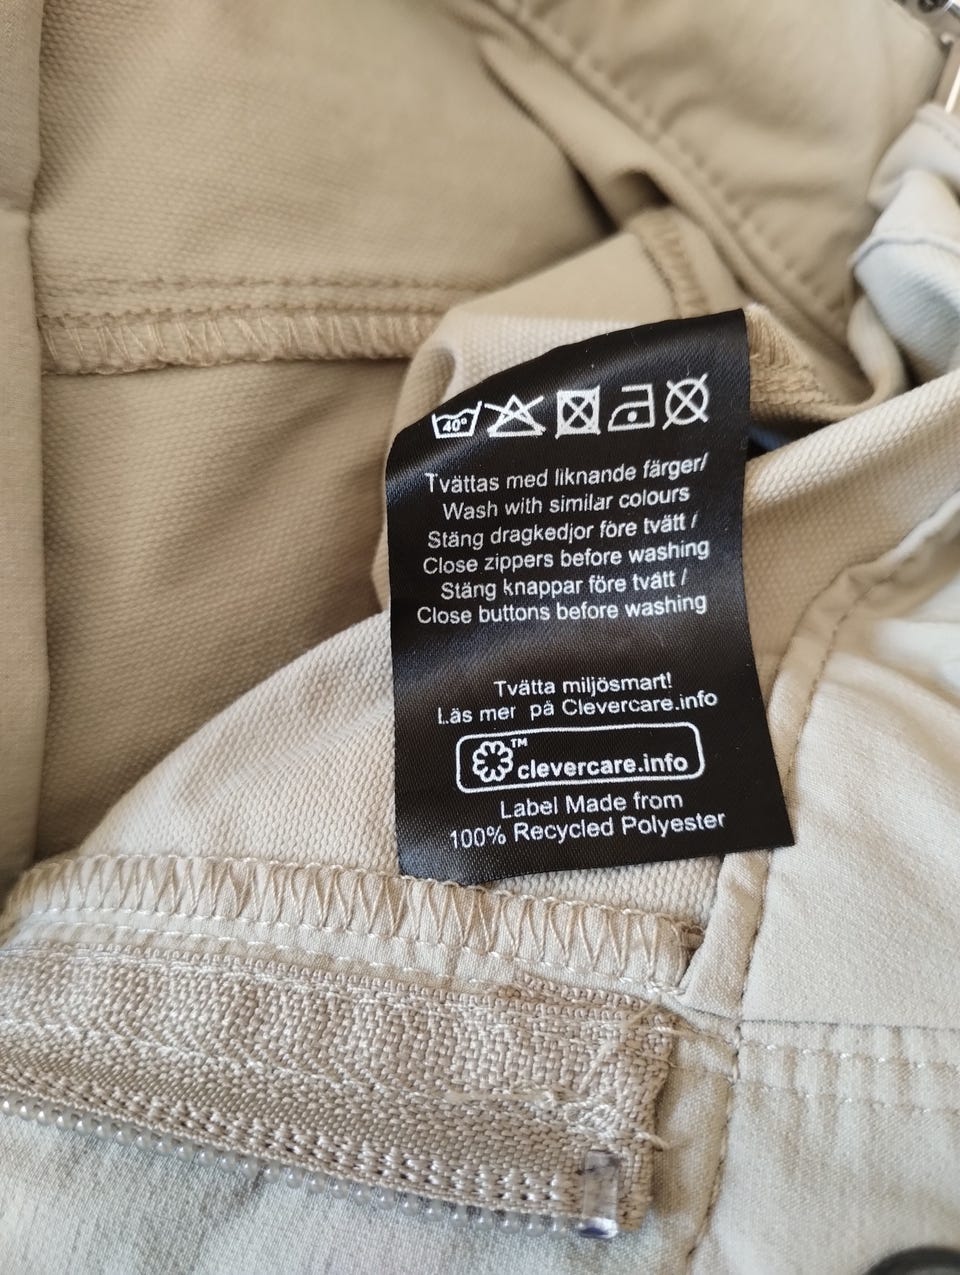 40°
Tvättas med liknande färger/
Wash with similar colours
Stäng dragkedjor före tvätt /
Close zippers before washing
Stäng knappar före tvätt /
Close buttons before washing
Tvätta miljösmart!
Läs mer på Clevercare.info
™
clevercare.info
Label Made from
100% Recycled Polyester